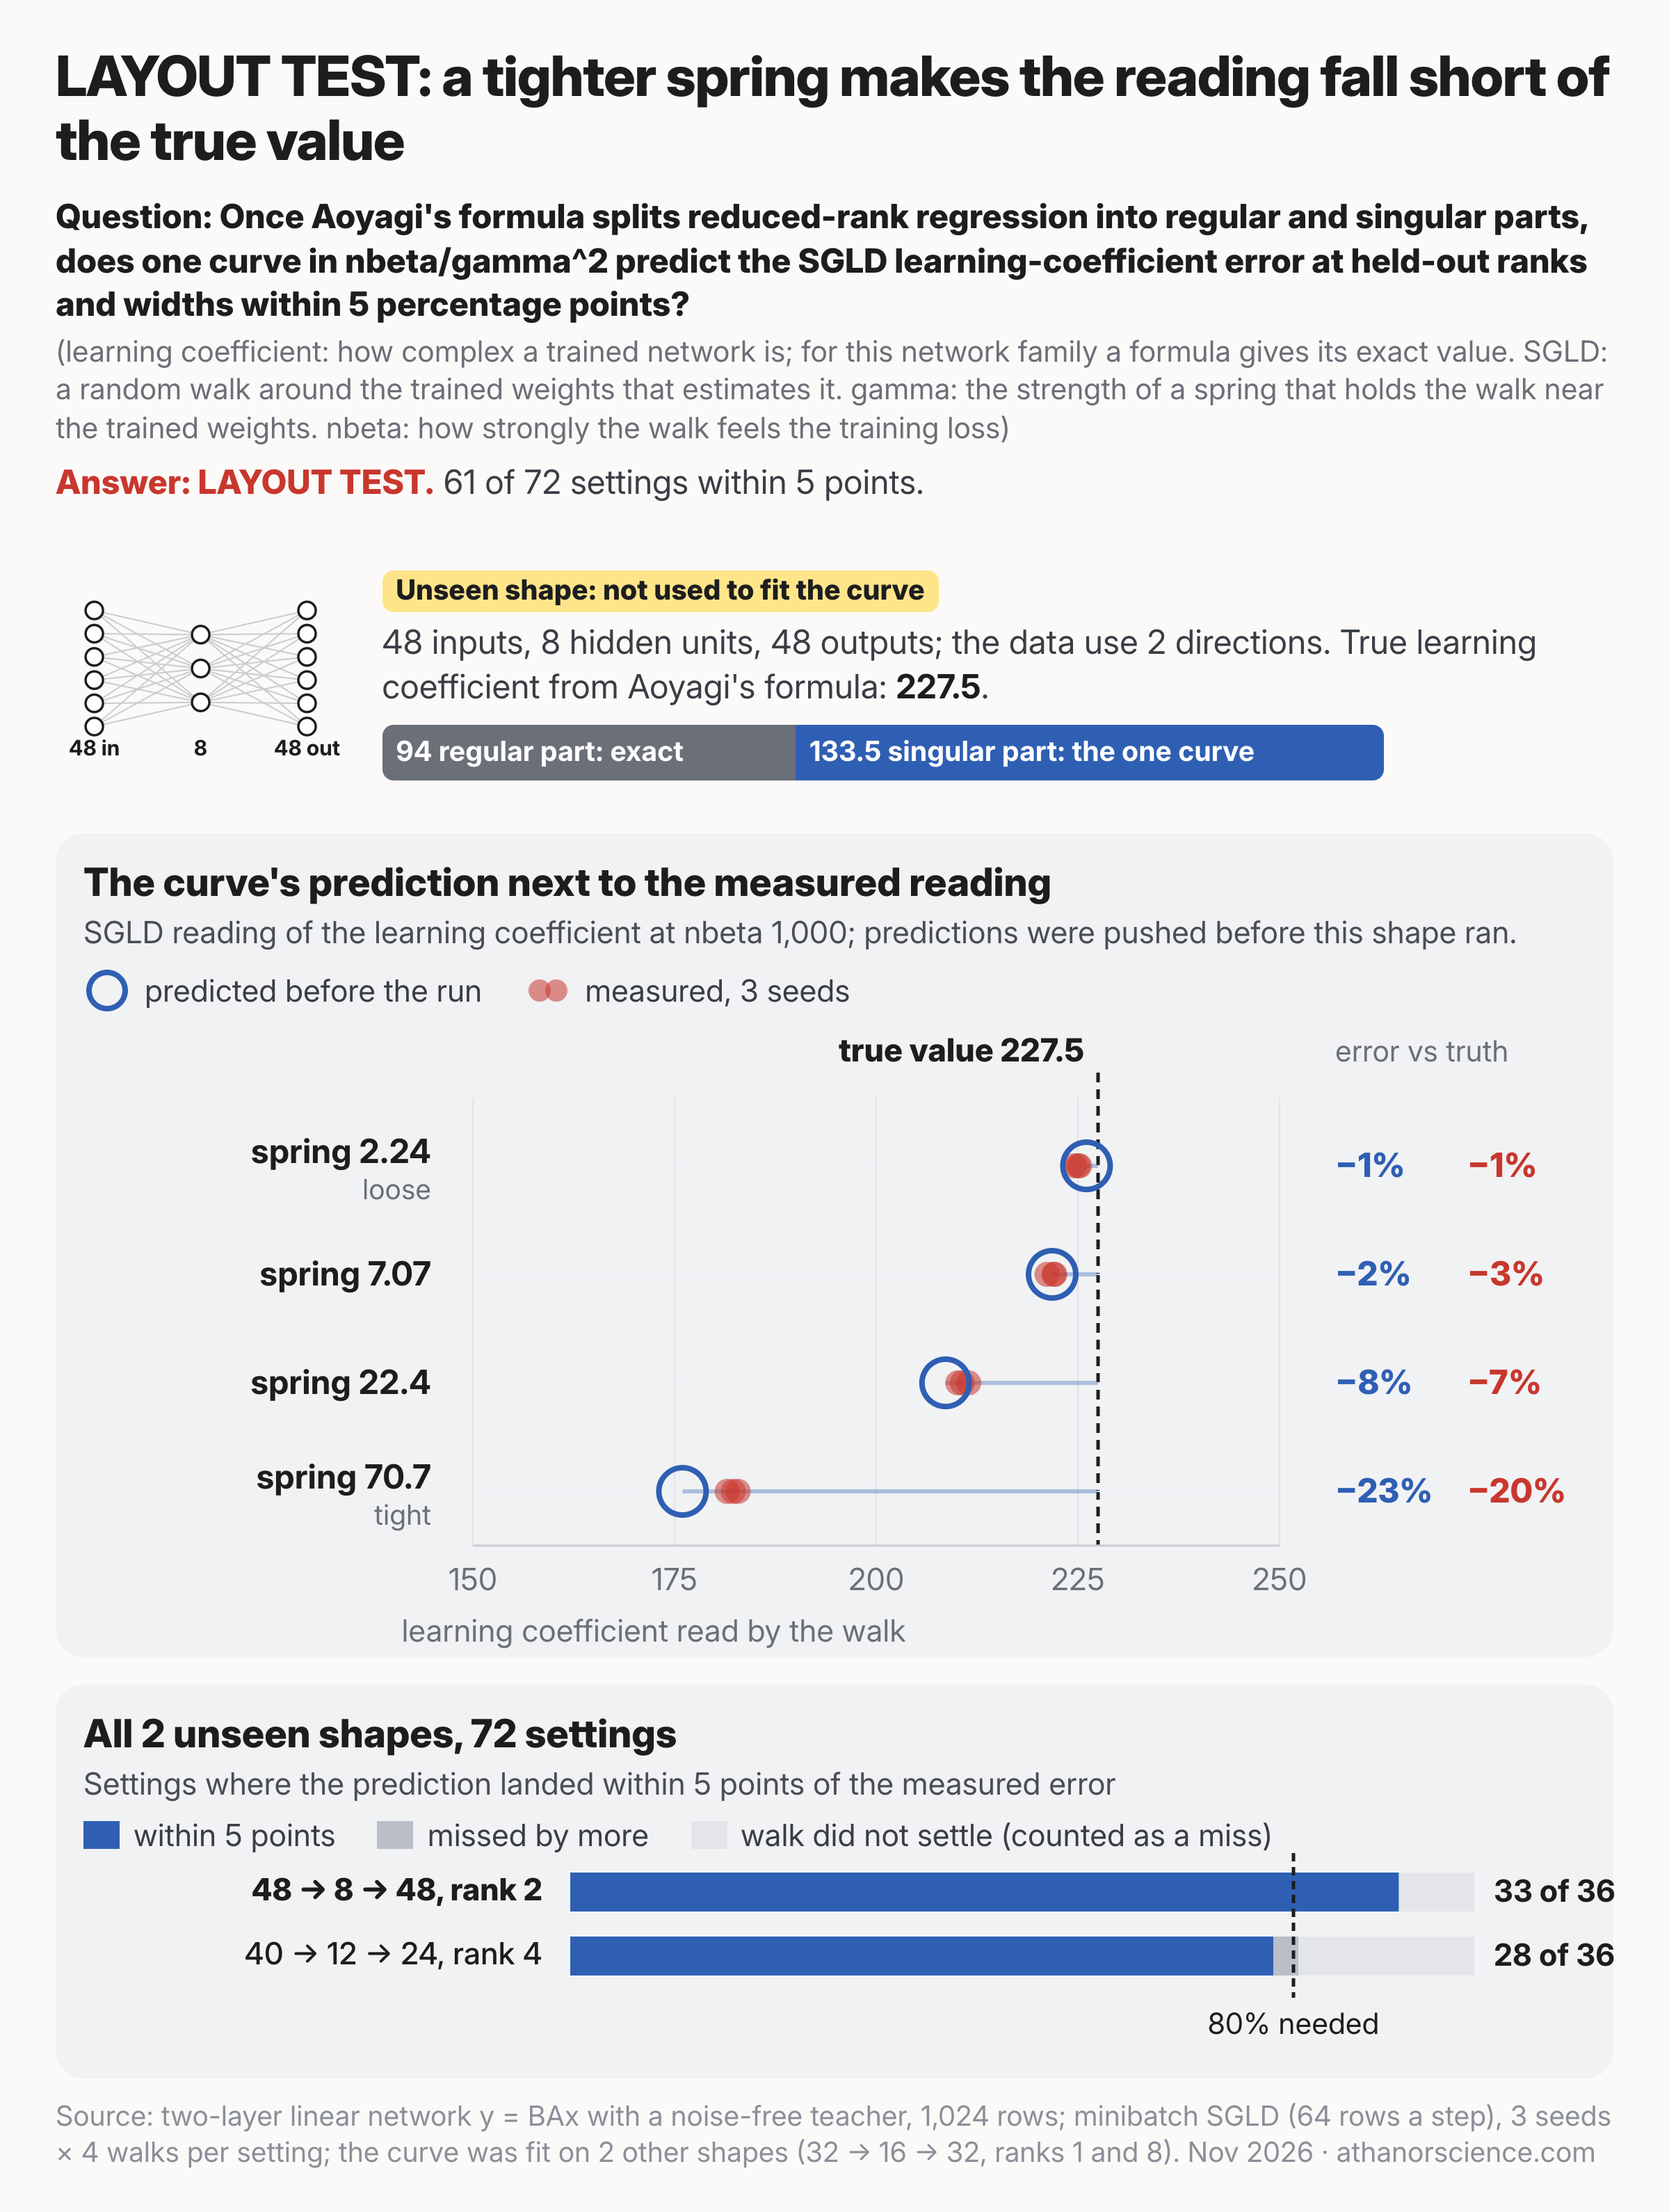 LAYOUT TEST: a tighter spring makes the reading fall short of
the true value
Question: Once Aoyagi's formula splits reduced-rank regression into regular and singular parts,
does one curve in nbeta/gamma^2 predict the SGLD learning-coefficient error at held-out ranks
and widths within 5 percentage points?
(learning coefficient: how complex a trained network is; for this network family a formula gives its exact value. SGLD:
a random walk around the trained weights that estimates it. gamma: the strength of a spring that holds the walk near
the trained weights. nbeta: how strongly the walk feels the training loss)
Answer: LAYOUT TEST. 61 of 72 settings within 5 points.
Unseen shape: not used to fit the curve
48 inputs, 8 hidden units, 48 outputs; the data use 2 directions. True learning
coefficient from Aoyagi's formula: 227.5.
48 in 8 48 out
94 regular part: exact 133.5 singular part: the one curve
The curve's prediction next to the measured reading
SGLD reading of the learning coefficient at nbeta 1,000; predictions were pushed before this shape ran.
predicted before the run measured, 3 seeds
true value 227.5 error vs truth
spring 2.24 −1% −1%
loose
spring 7.07 −2% −3%
spring 22.4 −8% −7%
spring 70.7 −23% −20%
tight
150 175 200 225 250
learning coefficient read by the walk
All 2 unseen shapes, 72 settings
Settings where the prediction landed within 5 points of the measured error
within 5 points missed by more walk did not settle (counted as a miss)
48 → 8 → 48, rank 2 33 of 36
40 → 12 → 24, rank 4 28 of 36
80% needed
Source: two-layer linear network y = BAx with a noise-free teacher, 1,024 rows; minibatch SGLD (64 rows a step), 3 seeds
× 4 walks per setting; the curve was fit on 2 other shapes (32 → 16 → 32, ranks 1 and 8). Nov 2026 · athanorscience.com